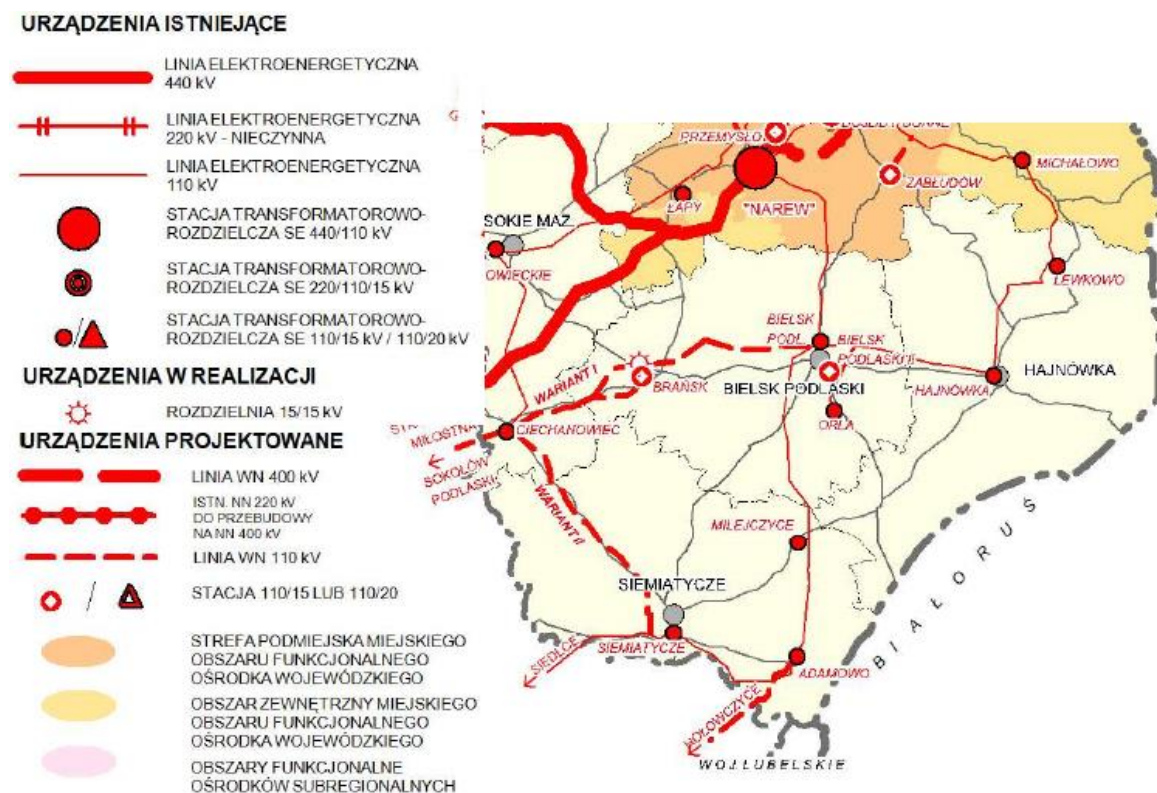 URZĄDZENIA ISTNIEJĄCE
LINIA ELEKTROENERGETYCZNA
440 kV
LINIA ELEKTROENERGETYCZNA
220 kV - NIECZYNNA
LINIA ELEKTROENERGETYCZNA
110 kV
STACJA TRANSFORMATOROWO-
ROZDZIELCZA SE 440/110 kV
STACJA TRANSFORMATOROWO-
ROZDZIELCZA SE 220/110/15 kV
/
STACJA TRANSFORMATOROWO-
ROZDZIELCZA SE 110/15 kV / 110/20 kV
URZĄDZENIA W REALIZACJI
ROZDZIELNIA 15/15 kV
URZĄDZENIA PROJEKTOWANE
LINIA WN 400 kV
ISTN. NN 220 kV
DO PRZEBUDOWY
NA NN 400 kV
LINIA WN 110 kV
/
STACJA 110/15 LUB 110/20
STREFA PODMIEJSKA MIEJSKIEGO
OBSZARU FUNKCJONALNEGO
OŚRODKA WOJEWÓDZKIEGO
OBSZAR ZEWNĘTRZNY MIEJSKIEGO
OBSZARU FUNKCJONALNEGO
OŚRODKA WOJEWÓDZKIEGO
OBSZARY FUNKCJONALNE
OŚRODKÓW SUBREGIONALNYCH
PRZEMYSŁO
MICHAŁOWO
ZABŁUDÓW
ŁAPY
"NAREW"
SOKIE MAZ.
OWIECKIE
LEWKOWO
BIELSK
PODL.
BIELSK
PODLASKI II
WARIANT I
BRAŃSK
BIELSK PODLASKI
HAJNÓWKA
HAJNÓWKA
ORLA
CIECHANOWIEC
MIŁOSTNA
SOKOŁÓW
PODLASKI
WARIANT II
MILEJCZYCE
SIEMIATYCZE
SIEMIATYCZE
SIEDLCE
ADAMOWO
HOŁOWCZYCE
BIAŁORUŚ
WOJ.LUBELSKIE